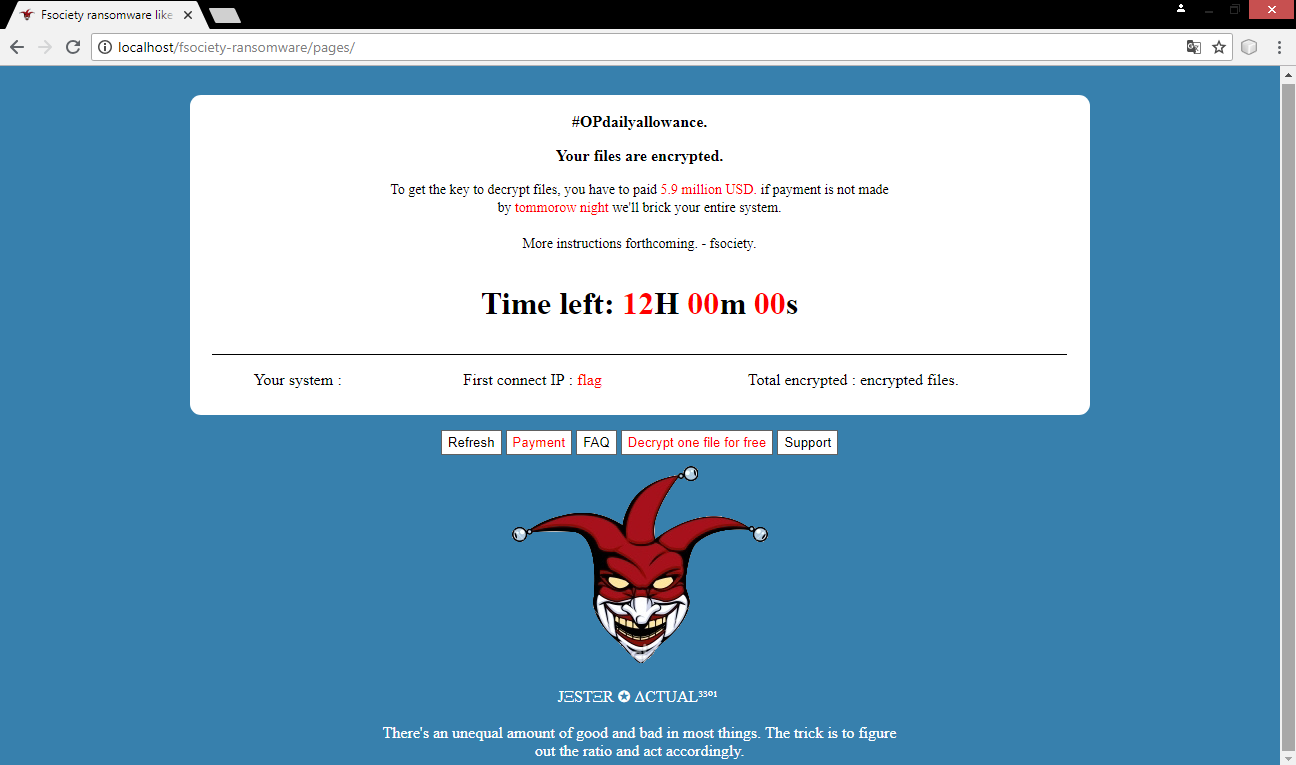 Fsociety ransomware like
localhost/fsociety-ransomware/pages/
#OPdailyallowance.
Your files are encrypted.
To get the key to decrypt files, you have to paid 5.9 million USD. if payment is not made
by tommorow night we'll brick your entire system.
More instructions forthcoming. - fsociety.
Time left: 12H 00m 00s
Your system :
First connect IP : flag
Total encrypted : encrypted files.
Refresh
Payment
FAQ
Decrypt one file for free
Support
JΞSTΞR ✪ ΔCTUAL³³⁰¹
There's an unequal amount of good and bad in most things. The trick is to figure
out the ratio and act accordingly.